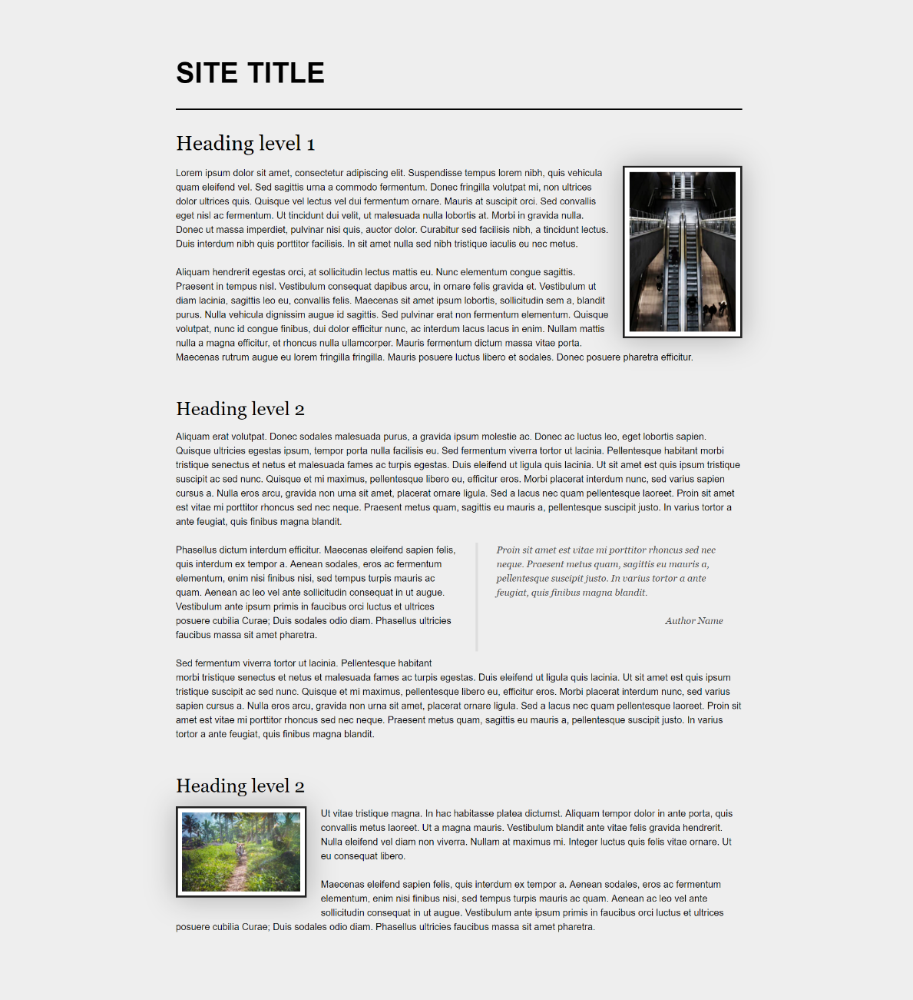 SITE TITLE
Heading level 1
Lorem ipsum dolor sit amet, consectetur adipiscing elit. Suspendisse tempus lorem nibh, quis vehicula
quam eleifend vel. Sed sagittis urna a commodo fermentum. Donec fringilla volutpat mi, non ultrices
dolor ultrices quis. Quisque vel lectus vel dui fermentum ornare. Mauris at suscipit orci. Sed convallis
eget nisl ac fermentum. Ut tincidunt dui velit, ut malesuada nulla lobortis at. Morbi in gravida nulla.
Donec ut massa imperdiet, pulvinar nisi quis, auctor dolor. Curabitur sed facilisis nibh, a tincidunt lectus.
Duis interdum nibh quis porttitor facilisis. In sit amet nulla sed nibh tristique iaculis eu nec metus.
Aliquam hendrerit egestas orci, at sollicitudin lectus mattis eu. Nunc elementum congue sagittis.
Praesent in tempus nisl. Vestibulum consequat dapibus arcu, in ornare felis gravida et. Vestibulum ut
diam lacinia, sagittis leo eu, convallis felis. Maecenas sit amet ipsum lobortis, sollicitudin sem a, blandit
purus. Nulla vehicula dignissim augue id sagittis. Sed pulvinar erat non fermentum elementum. Quisque
volutpat, nunc id congue finibus, dui dolor efficitur nunc, ac interdum lacus lacus in enim. Nullam mattis
nulla a magna efficitur, et rhoncus nulla ullamcorper. Mauris fermentum dictum massa vitae porta.
Maecenas rutrum augue eu lorem fringilla fringilla. Mauris posuere luctus libero et sodales. Donec posuere pharetra efficitur.
Heading level 2
Aliquam erat volutpat. Donec sodales malesuada purus, a gravida ipsum molestie ac. Donec ac luctus leo, eget lobortis sapien.
Quisque ultricies egestas ipsum, tempor porta nulla facilisis eu. Sed fermentum viverra tortor ut lacinia. Pellentesque habitant morbi
tristique senectus et netus et malesuada fames ac turpis egestas. Duis eleifend ut ligula quis lacinia. Ut sit amet est quis ipsum tristique
suscipit ac sed nunc. Quisque et mi maximus, pellentesque libero eu, efficitur eros. Morbi placerat interdum nunc, sed varius sapien
cursus a. Nulla eros arcu, gravida non urna sit amet, placerat ornare ligula. Sed a lacus nec quam pellentesque laoreet. Proin sit amet
est vitae mi porttitor rhoncus sed nec neque. Praesent metus quam, sagittis eu mauris a, pellentesque suscipit justo. In varius tortor a
ante feugiat, quis finibus magna blandit.
Phasellus dictum interdum efficitur. Maecenas eleifend sapien felis,
quis interdum ex tempor a. Aenean sodales, eros ac fermentum
elementum, enim nisi finibus nisi, sed tempus turpis mauris ac
quam. Aenean ac leo vel ante sollicitudin consequat in ut augue.
Vestibulum ante ipsum primis in faucibus orci luctus et ultrices
posuere cubilia Curae; Duis sodales odio diam. Phasellus ultricies
faucibus massa sit amet pharetra.
Proin sit amet est vitae mi porttitor rhoncus sed nec
neque. Praesent metus quam, sagittis eu mauris a,
pellentesque suscipit justo. In varius tortor a ante
feugiat, quis finibus magna blandit.
Author Name
Sed fermentum viverra tortor ut lacinia. Pellentesque habitant
morbi tristique senectus et netus et malesuada fames ac turpis egestas. Duis eleifend ut ligula quis lacinia. Ut sit amet est quis ipsum
tristique suscipit ac sed nunc. Quisque et mi maximus, pellentesque libero eu, efficitur eros. Morbi placerat interdum nunc, sed varius
sapien cursus a. Nulla eros arcu, gravida non urna sit amet, placerat ornare ligula. Sed a lacus nec quam pellentesque laoreet. Proin sit
amet est vitae mi porttitor rhoncus sed nec neque. Praesent metus quam, sagittis eu mauris a, pellentesque suscipit justo. In varius
tortor a ante feugiat, quis finibus magna blandit.
Heading level 2
Ut vitae tristique magna. In hac habitasse platea dictumst. Aliquam tempor dolor in ante porta, quis
convallis metus laoreet. Ut a magna mauris. Vestibulum blandit ante vitae felis gravida hendrerit.
Nulla eleifend vel diam non viverra. Nullam at maximus mi. Integer luctus quis felis vitae ornare. Ut
eu consequat libero.
Maecenas eleifend sapien felis, quis interdum ex tempor a. Aenean sodales, eros ac fermentum
elementum, enim nisi finibus nisi, sed tempus turpis mauris ac quam. Aenean ac leo vel ante
sollicitudin consequat in ut augue. Vestibulum ante ipsum primis in faucibus orci luctus et ultrices
posuere cubilia Curae; Duis sodales odio diam. Phasellus ultricies faucibus massa sit amet pharetra.